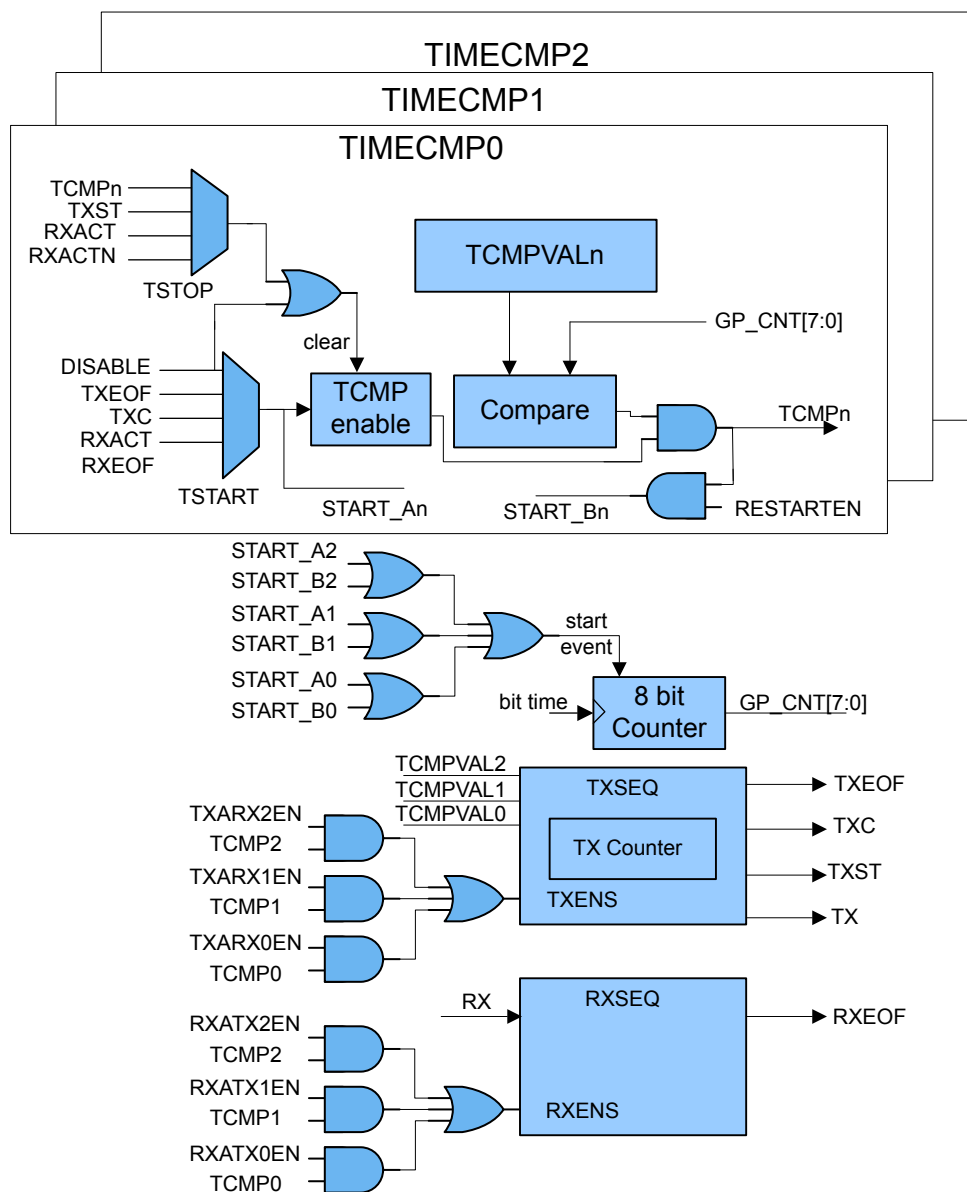 TIMECMP2
TIMECMP1
TIMECMP0
TCMPn
TXST
RXACT
RXACTN
TSTOP
TCMPVALn
GP_CNT[7:0]
clear
DISABLE
TXEOF
TXC
RXACT
RXEOF
TSTART
TCMP
enable
Compare
TCMPn
START_An
START_Bn
RESTARTEN
START_A2
START_B2
START_A1
START_B1
START_A0
START_B0
start
event
bit time
8 bit
Counter
GP_CNT[7:0]
TCMPVAL2
TCMPVAL1
TCMPVAL0
TXSEQ
TX Counter
TXENS
TXEOF
TXC
TXST
TX
TXARX2EN
TCMP2
TXARX1EN
TCMP1
TXARX0EN
TCMP0
RX
RXSEQ
RXENS
RXEOF
RXATX2EN
TCMP2
RXATX1EN
TCMP1
RXATX0EN
TCMP0